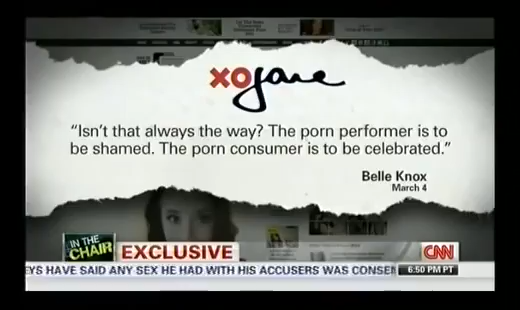 xojane
“Isn’t that always the way? The porn performer is to
be shamed. The porn consumer is to be celebrated.”
Belle Knox
March 4
IN THE
CHAIR
EXCLUSIVE
CNN
EYS HAVE SAID ANY SEX HE HAD WITH HIS ACCUSERS WAS CONSEN
6:50 PM PT